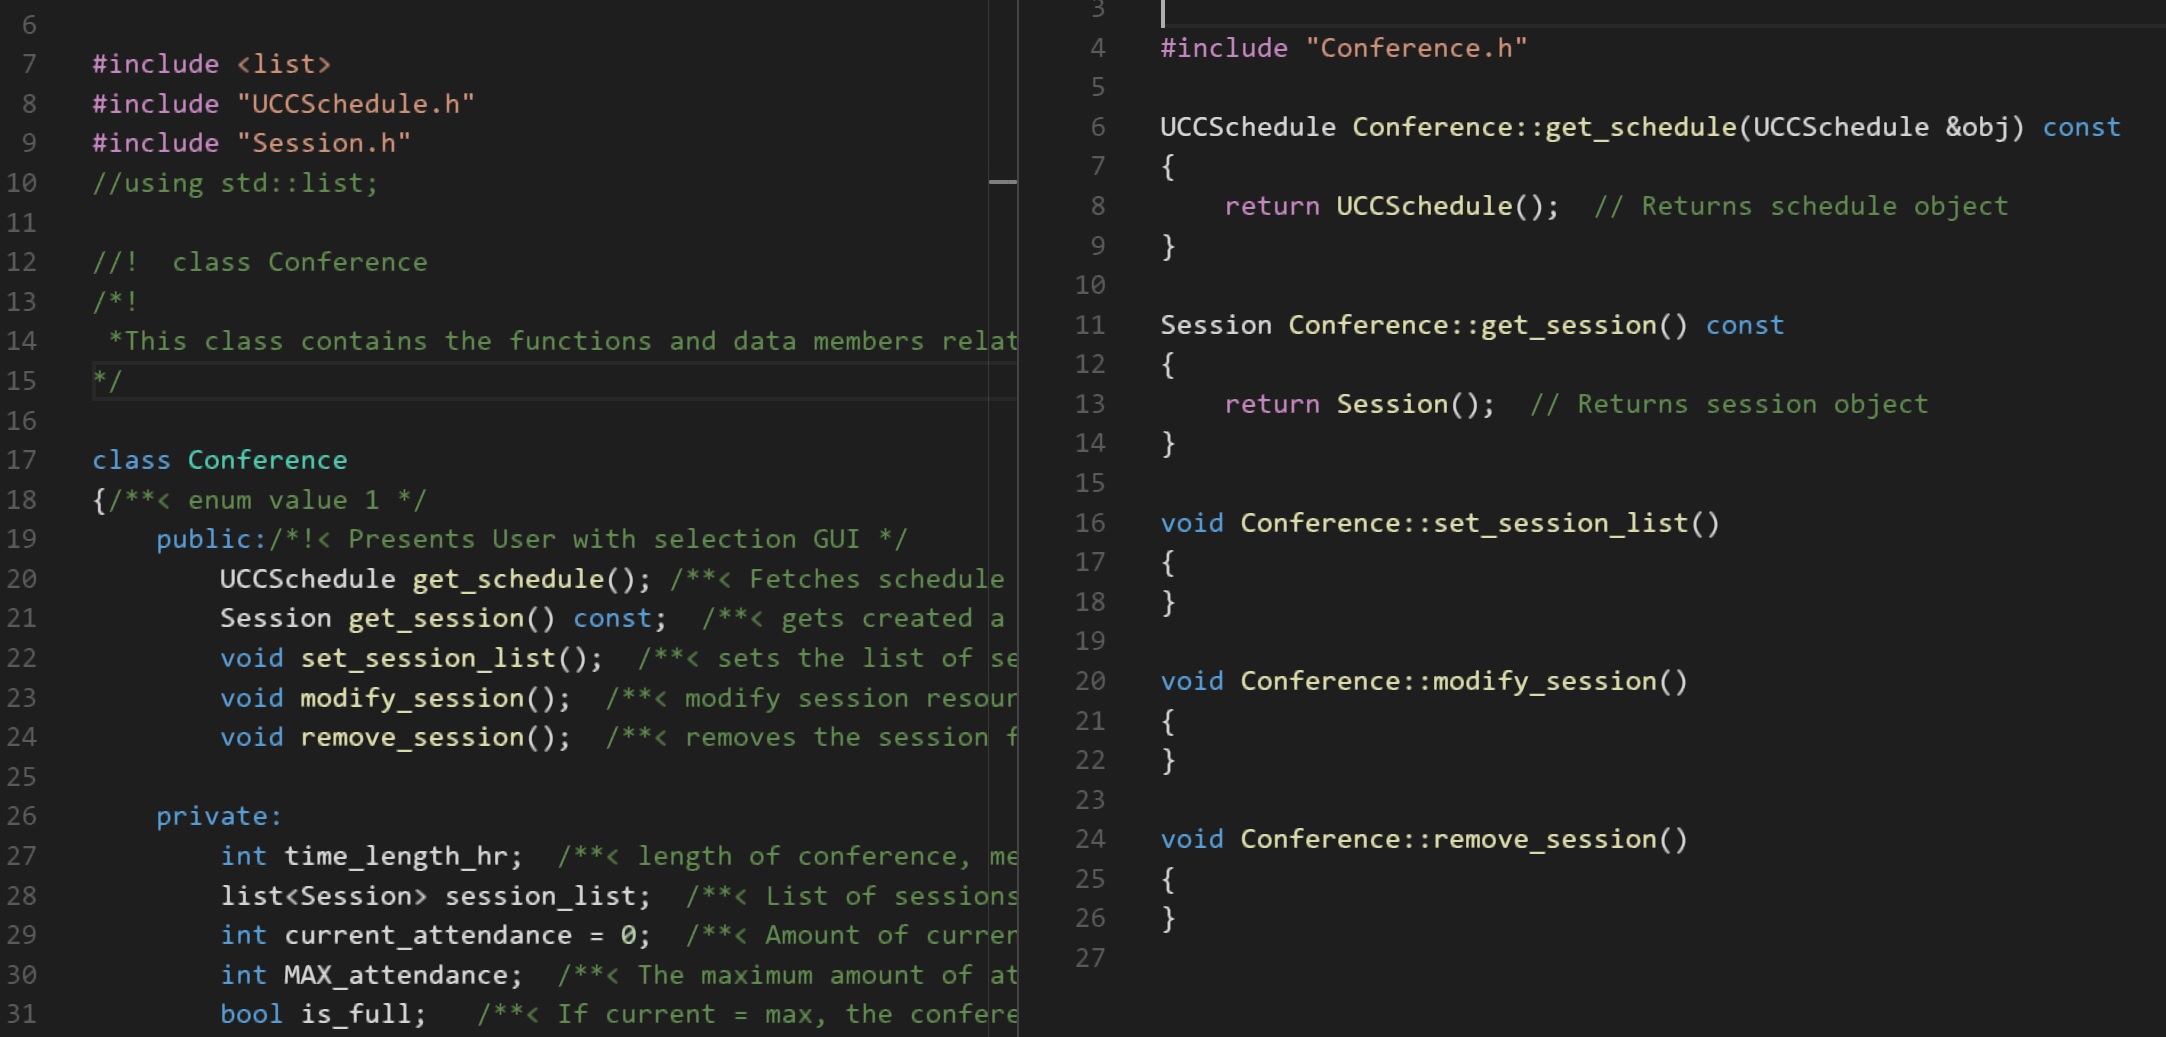 6
7 #include <list>
8 #include "UCCSchedule.h"
9 #include "Session.h"
10 //using std::list;
11
12 //!  class Conference
13 /*!
14  *This class contains the functions and data members relat
15 */
16
17 class Conference
18 {/**< enum value 1 */
19     public:/*!< Presents User with selection GUI */
20         UCCSchedule get_schedule(); /**< Fetches schedule
21         Session get_session() const;  /**< gets created a
22         void set_session_list();  /**< sets the list of se
23         void modify_session();  /**< modify session resour
24         void remove_session();  /**< removes the session f
25
26     private:
27         int time_length_hr;  /**< length of conference, me
28         list<Session> session_list;  /**< List of sessions
29         int current_attendance = 0;  /**< Amount of curren
30         int MAX_attendance;  /**< The maximum amount of at
31         bool is_full;   /**< If current = max, the confere
3
4 #include "Conference.h"
5
6 UCCSchedule Conference::get_schedule(UCCSchedule &obj) const
7 {
8     return UCCSchedule();  // Returns schedule object
9 }
10
11 Session Conference::get_session() const
12 {
13     return Session();  // Returns session object
14 }
15
16 void Conference::set_session_list()
17 {
18 }
19
20 void Conference::modify_session()
21 {
22 }
23
24 void Conference::remove_session()
25 {
26 }
27